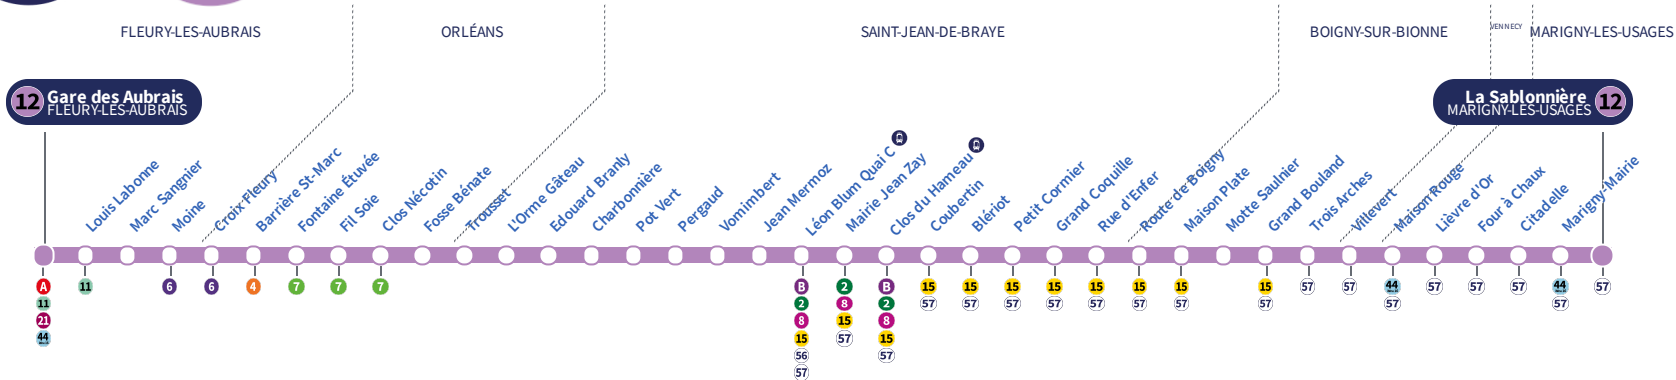 FLEURY-LES-AUBRAIS
ORLÉANS
SAINT-JEAN-DE-BRAYE
BOIGNY-SUR-BIONNE
VENNECY
MARIGNY-LES-USAGES
12 Gare des Aubrais
FLEURY-LES-AUBRAIS
La Sablonnière 12
MARIGNY-LES-USAGES
Louis Labonne
Marc Sangnier
Moine
Croix Fleury
Barrière St-Marc
Fontaine Étuvée
Fil Soie
Clos Nécotin
Fosse Bénate
Trousset
L'Orme Gâteau
Edouard Branly
Charbonnière
Pot Vert
Pergaud
Vomimbert
Jean Mermoz
Léon Blum Quai C
Mairie Jean Zay
Clos du Hameau
Coubertin
Blériot
Petit Cormier
Grand Coquille
Rue d'Enfer
Route de Boigny
Maison Plate
Motte Saulnier
Grand Bouland
Trois Arches
Villevert
Maison Rouge
Lièvre d'Or
Four à Chaux
Citadelle
Marigny-Mairie
A 11 6 6 4 7 7 7 B 2 B 15 15 15 15 15 15 15 15 57 57 44 57 57 57 44 57
11 2 8 2 57 57 57 57 57 57 57 57 57 57
21 8 15 8
44 15 57 15
56 57
57